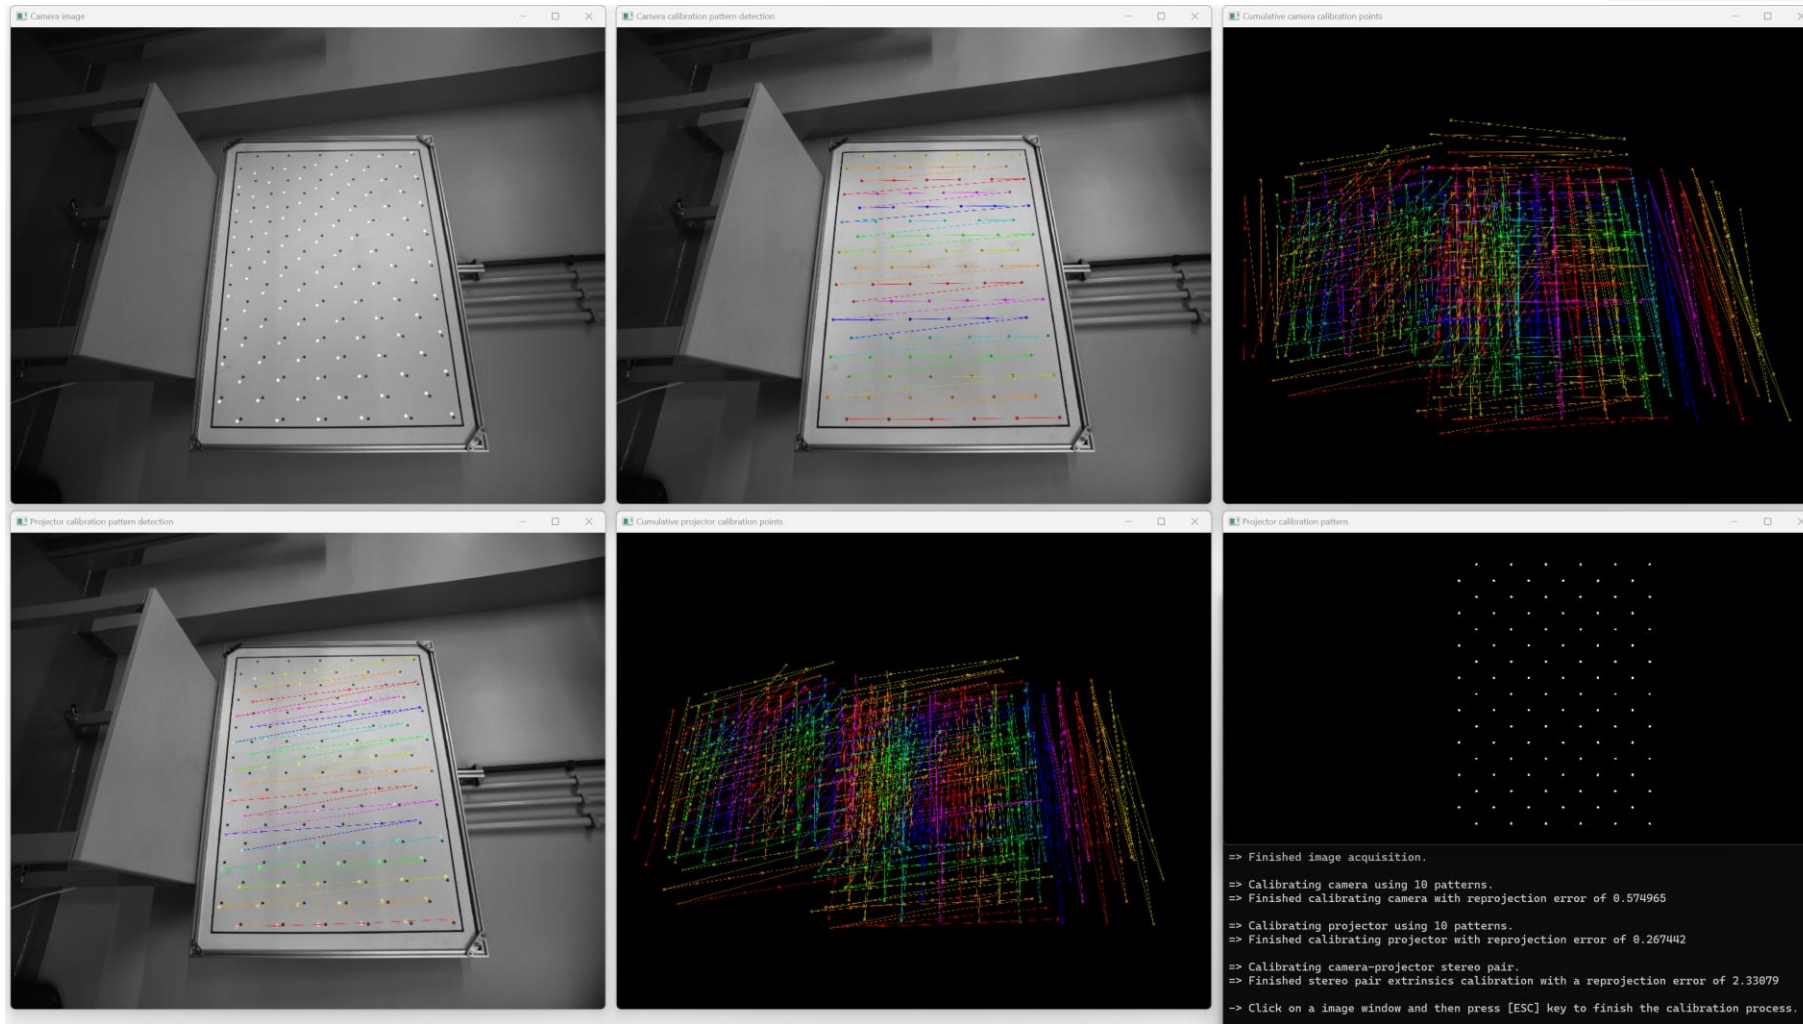 Camera image
Camera calibration pattern detection
Cumulative camera calibration points
Projector calibration pattern detection
Cumulative projector calibration points
Projector calibration pattern
=> Finished image acquisition.
=> Calibrating camera using 10 patterns.
=> Finished calibrating camera with reprojection error of 0.574965
=> Calibrating projector using 10 patterns.
=> Finished calibrating projector with reprojection error of 0.267442
=> Calibrating camera-projector stereo pair.
=> Finished stereo pair extrinsics calibration with a reprojection error of 2.33079
-> Click on a image window and then press [ESC] key to finish the calibration process.